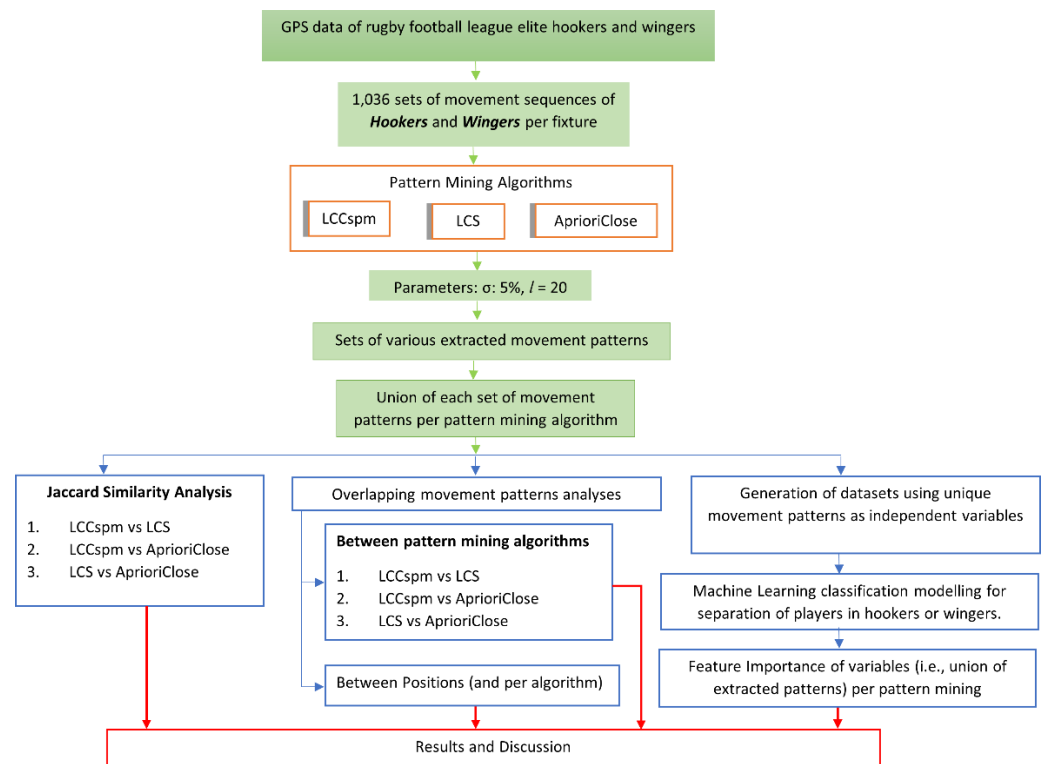 GPS data of rugby football league elite hookers and wingers
1,036 sets of movement sequences of
Hookers and Wingers per fixture
Pattern Mining Algorithms
LCCspm
LCS
AprioriClose
Parameters: σ: 5%, l = 20
Sets of various extracted movement patterns
Union of each set of movement
patterns per pattern mining algorithm
Jaccard Similarity Analysis
1. LCCspm vs LCS
2. LCCspm vs AprioriClose
3. LCS vs AprioriClose
Overlapping movement patterns analyses
Between pattern mining algorithms
1. LCCspm vs LCS
2. LCCspm vs AprioriClose
3. LCS vs AprioriClose
Between Positions (and per algorithm)
Generation of datasets using unique
movement patterns as independent variables
Machine Learning classification modelling for
separation of players in hookers or wingers.
Feature Importance of variables (i.e., union of
extracted patterns) per pattern mining
Results and Discussion